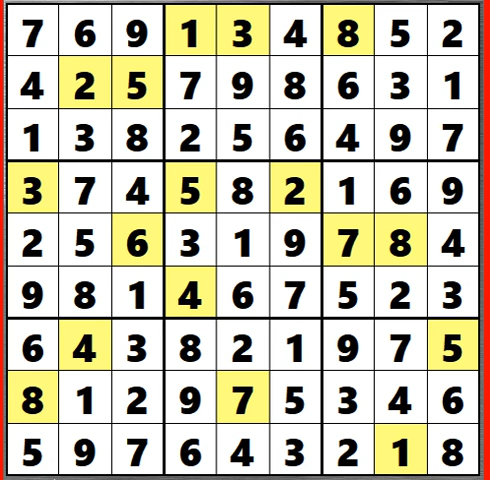 7 6 9 1 3 4 8 5 2
4 2 5 7 9 8 6 3 1
1 3 8 2 5 6 4 9 7
3 7 4 5 8 2 1 6 9
2 5 6 3 1 9 7 8 4
9 8 1 4 6 7 5 2 3
6 4 3 8 2 1 9 7 5
8 1 2 9 7 5 3 4 6
5 9 7 6 4 3 2 1 8